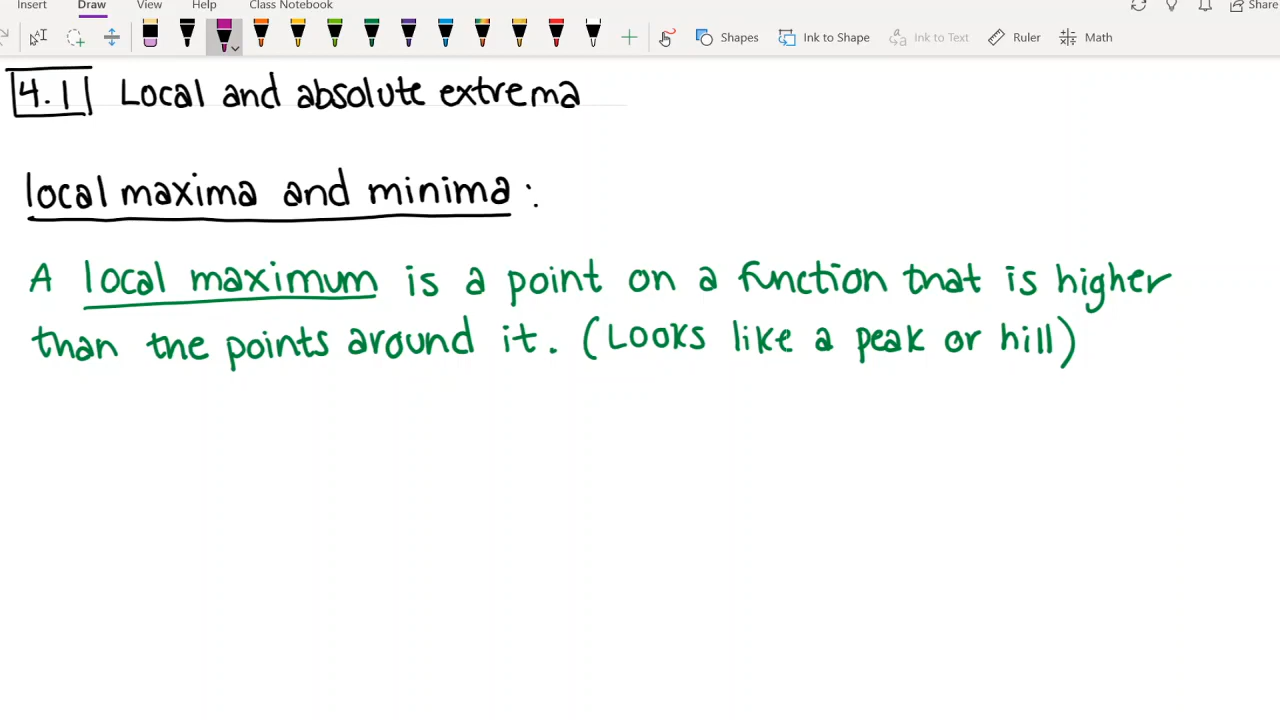 Insert Draw View Help Class Notebook Share
Shapes Ink to Shape Ink to Text Ruler Math
4.1 Local and absolute extrema
local maxima and minima:
A local maximum is a point on a function that is higher
than the points around it. (Looks like a peak or hill)